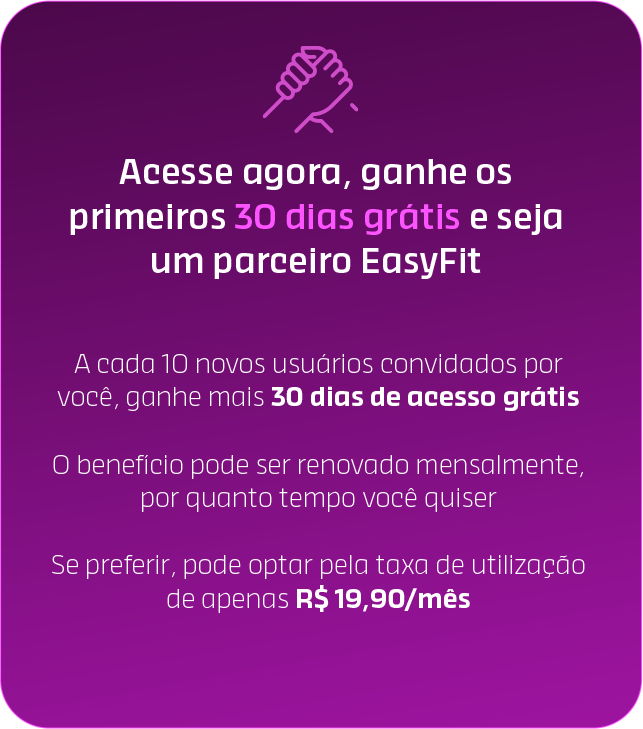 Acesse agora, ganhe os
primeiros 30 dias grátis e seja
um parceiro EasyFit
A cada 10 novos usuários convidados por
você, ganhe mais 30 dias de acesso grátis
O benefício pode ser renovado mensalmente,
por quanto tempo você quiser
Se preferir, pode optar pela taxa de utilização
de apenas R$ 19,90/mês